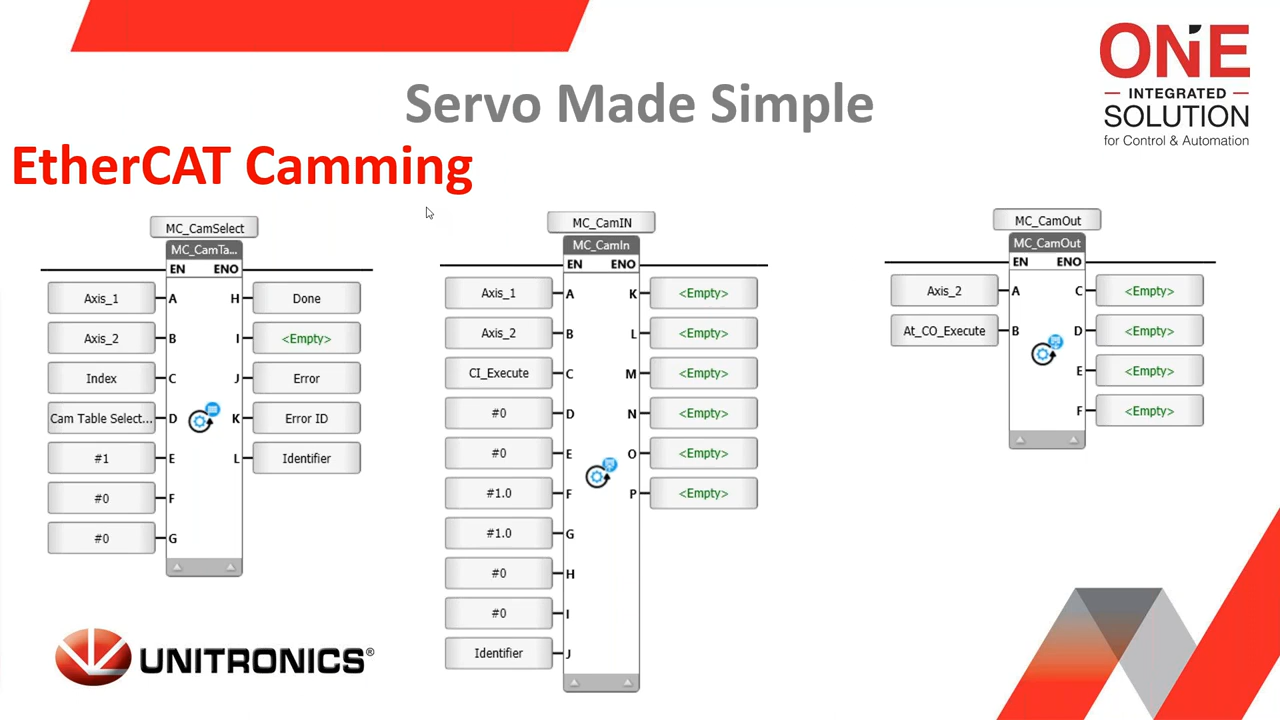 ONE
INTEGRATED
SOLUTION
for Control & Automation
Servo Made Simple
EtherCAT Camming
MC_CamSelect
MC_CamTa...
EN ENO
Axis_1 A H Done
Axis_2 B I <Empty>
Index C J Error
Cam Table Select... D K Error ID
#1 E L Identifier
#0 F
#0 G
MC_CamIN
MC_CamIn
EN ENO
Axis_1 A K <Empty>
Axis_2 B L <Empty>
CI_Execute C M <Empty>
#0 D N <Empty>
#0 E O <Empty>
#1.0 F P <Empty>
#1.0 G
#0 H
#0 I
Identifier J
MC_CamOut
MC_CamOut
EN ENO
Axis_2 A C <Empty>
At_CO_Execute B D <Empty>
E <Empty>
F <Empty>
UNITRONICS®